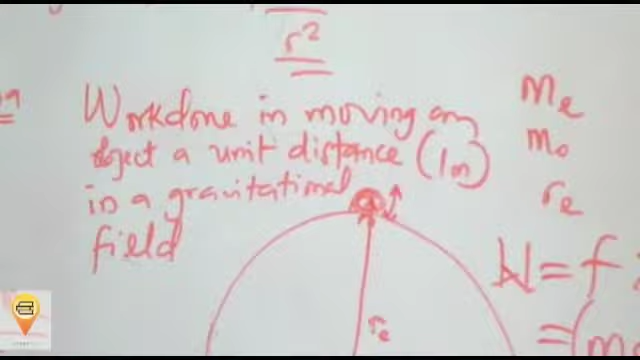 r²
Workdone in moving an
object a unit distance (1m)
in a gravitational
field
Me
Mo
re
re
W = f
= (m